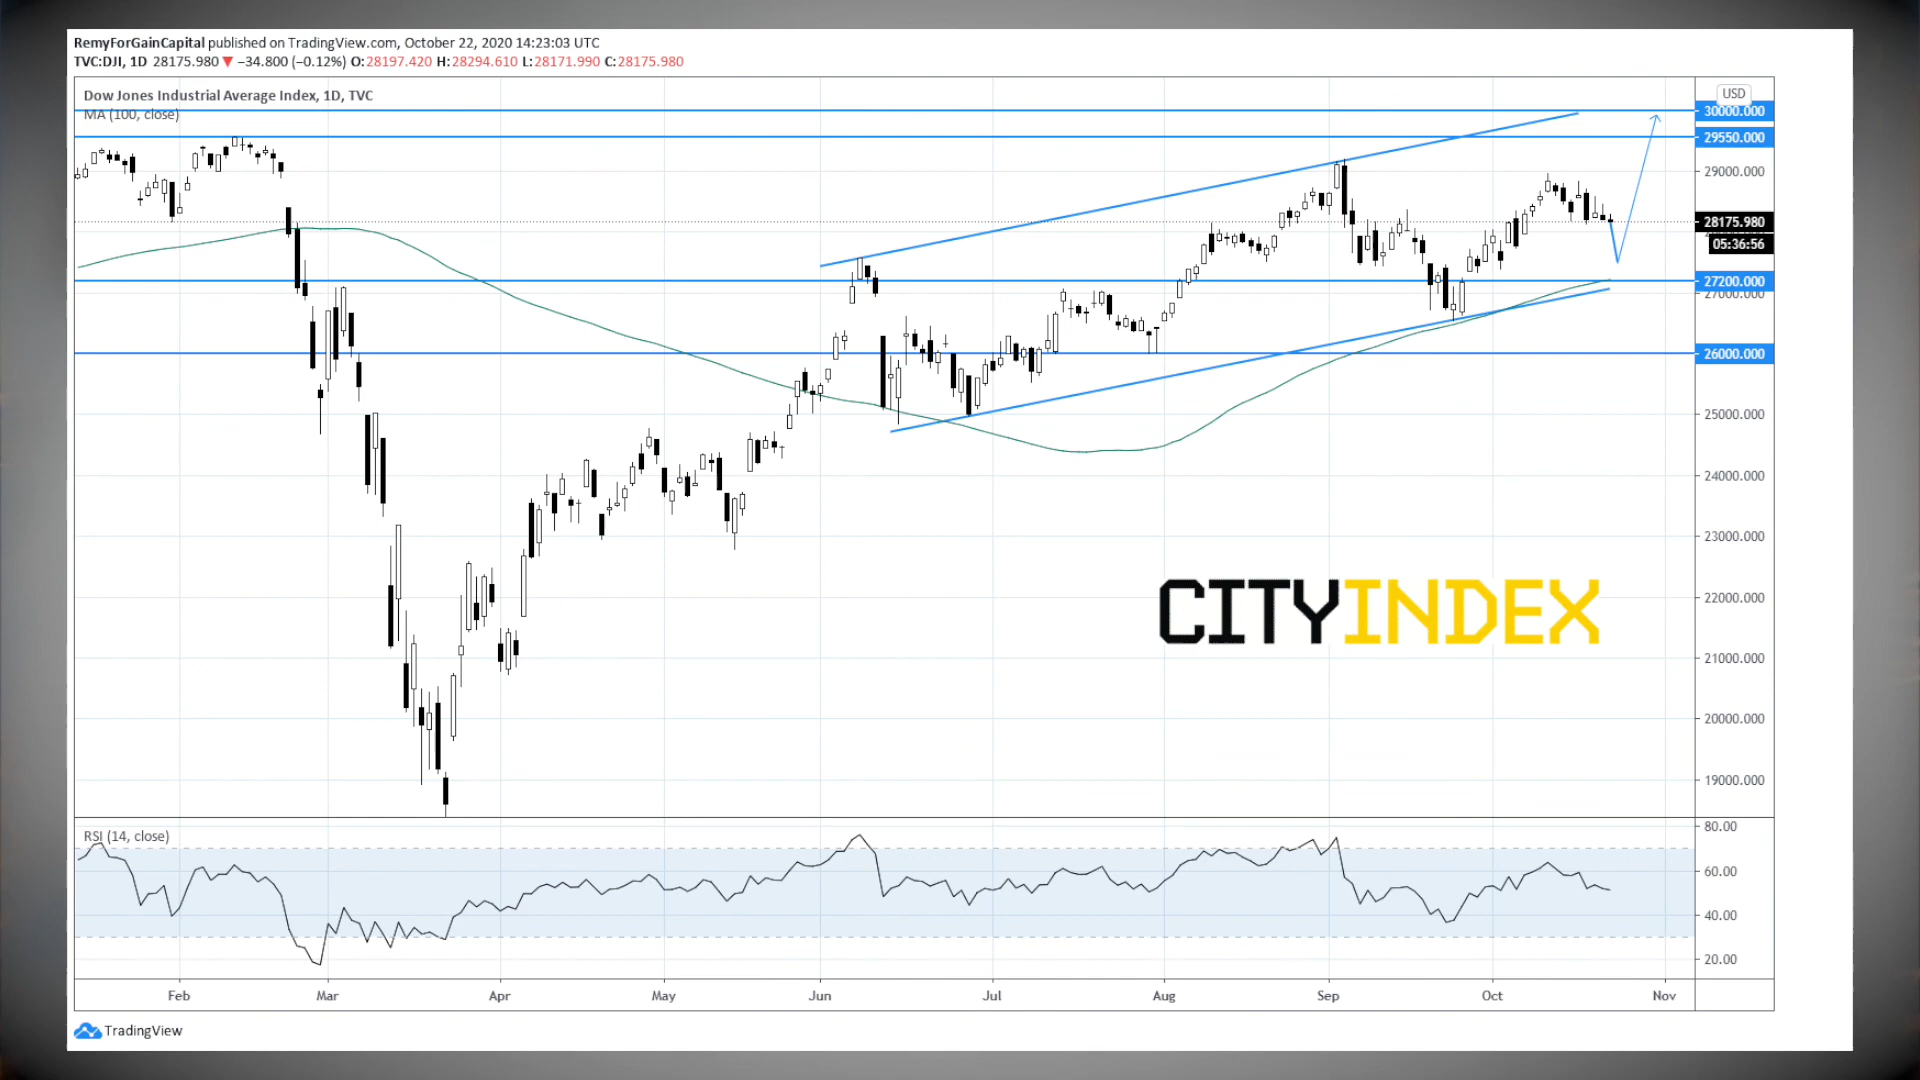 RemyForGainCapital published on TradingView.com, October 22, 2020 14:23:03 UTC
TVC:DJI, 1D 28175.980 ▼ −34.800 (−0.12%) O:28197.420 H:28294.610 L:28171.990 C:28175.980
Dow Jones Industrial Average Index, 1D, TVC
MA (100, close)
USD
30000.000
29550.000
29000.000
28175.980
05:36:56
27200.000
27000.000
26000.000
25000.000
24000.000
23000.000
22000.000
21000.000
20000.000
19000.000
CITYINDEX
RSI (14, close)
80.00
60.00
40.00
20.00
Feb Mar Apr May Jun Jul Aug Sep Oct Nov
TradingView